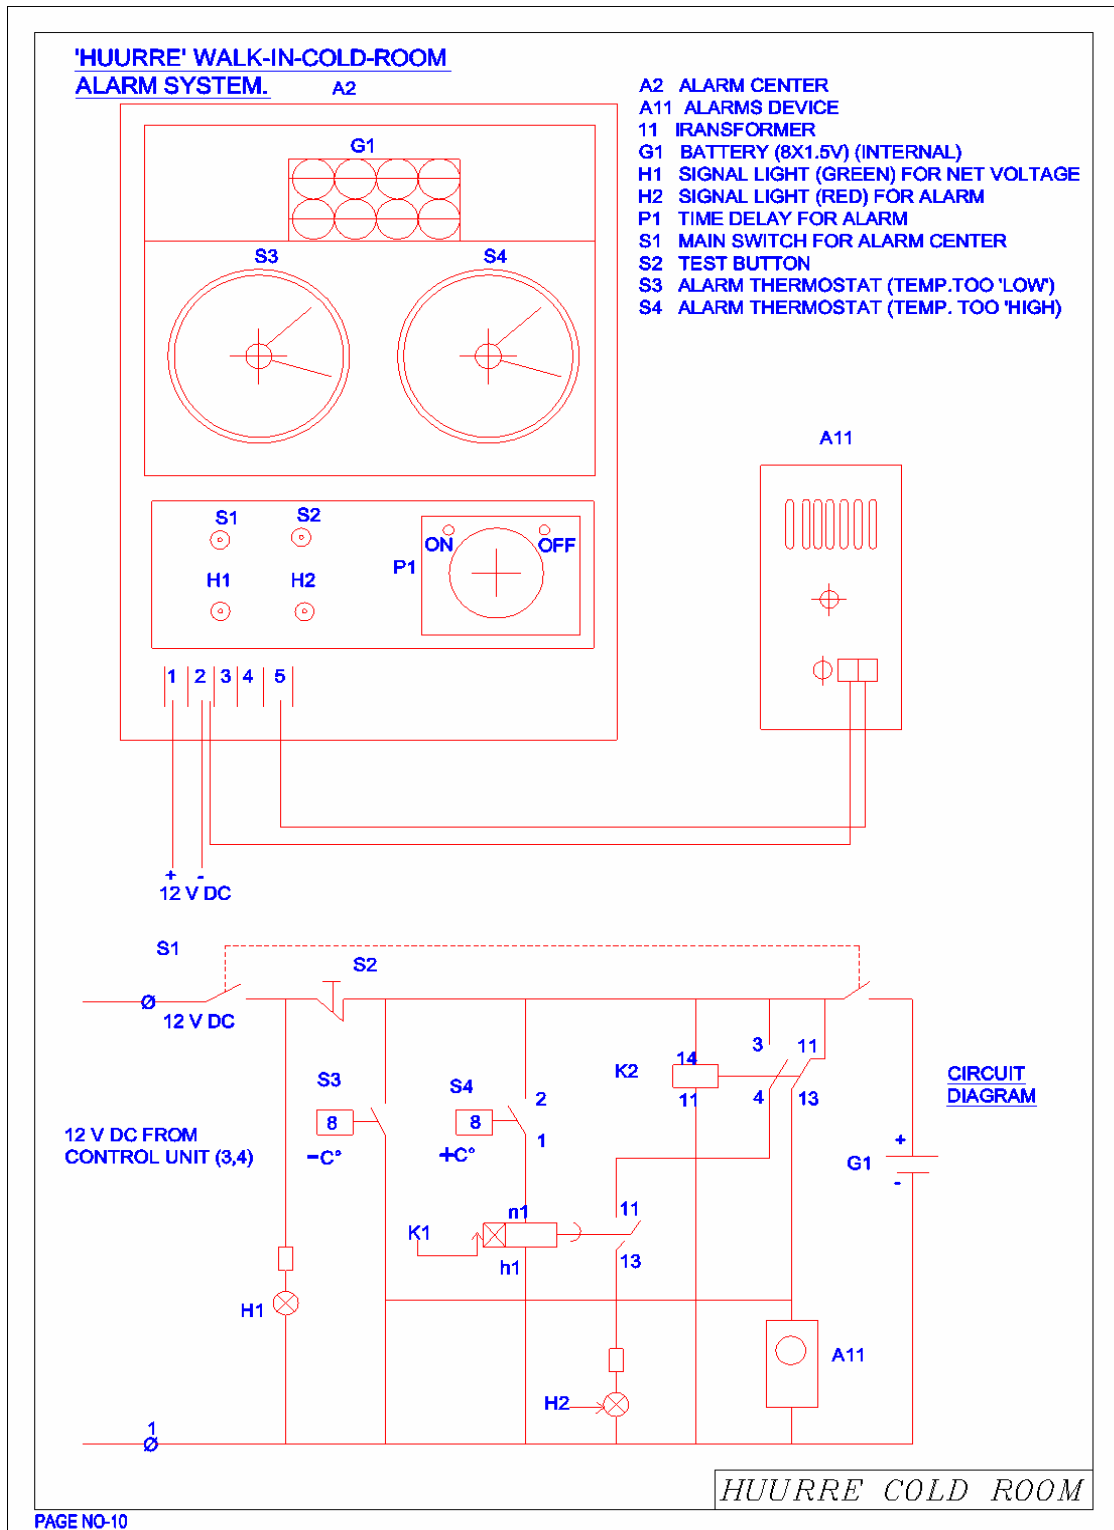 'HUURRE' WALK-IN-COLD-ROOM
ALARM SYSTEM.
A2
A2 ALARM CENTER
A11 ALARMS DEVICE
11 IRANSFORMER
G1 BATTERY (8X1.5V) (INTERNAL)
H1 SIGNAL LIGHT (GREEN) FOR NET VOLTAGE
H2 SIGNAL LIGHT (RED) FOR ALARM
P1 TIME DELAY FOR ALARM
S1 MAIN SWITCH FOR ALARM CENTER
S2 TEST BUTTON
S3 ALARM THERMOSTAT (TEMP.TOO 'LOW')
S4 ALARM THERMOSTAT (TEMP. TOO 'HIGH)
G1
S3 S4
A11
S1 S2
ON OFF
P1
H1 H2
1 2 3 4 5
+ -
12 V DC
S1
S2
12 V DC
3 11
14
K2
11
4 13
S3
S4
2
8
8
1
-C°
+C°
CIRCUIT
DIAGRAM
12 V DC FROM
CONTROL UNIT (3,4)
+
G1
-
n1
11
K1
h1
13
H1
A11
H2
1
HUURRE COLD ROOM
PAGE NO-10